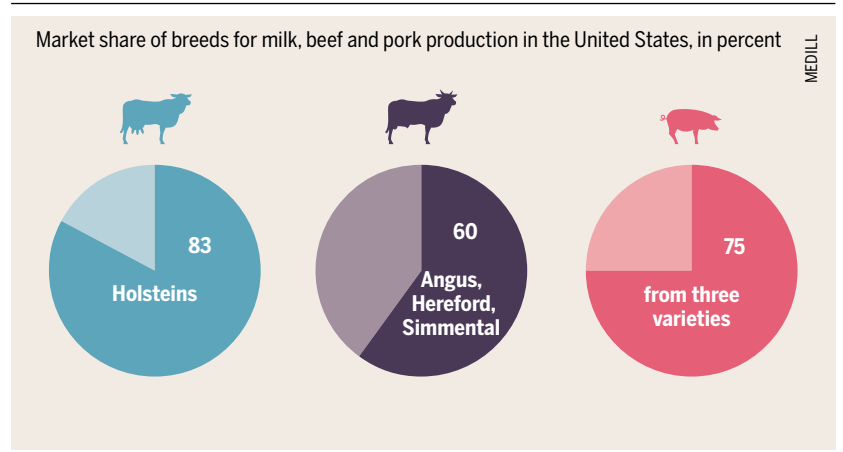 Market share of breeds for milk, beef and pork production in the United States, in percent
MEDILL
83
Holsteins
60
Angus,
Hereford,
Simmental
75
from three
varieties